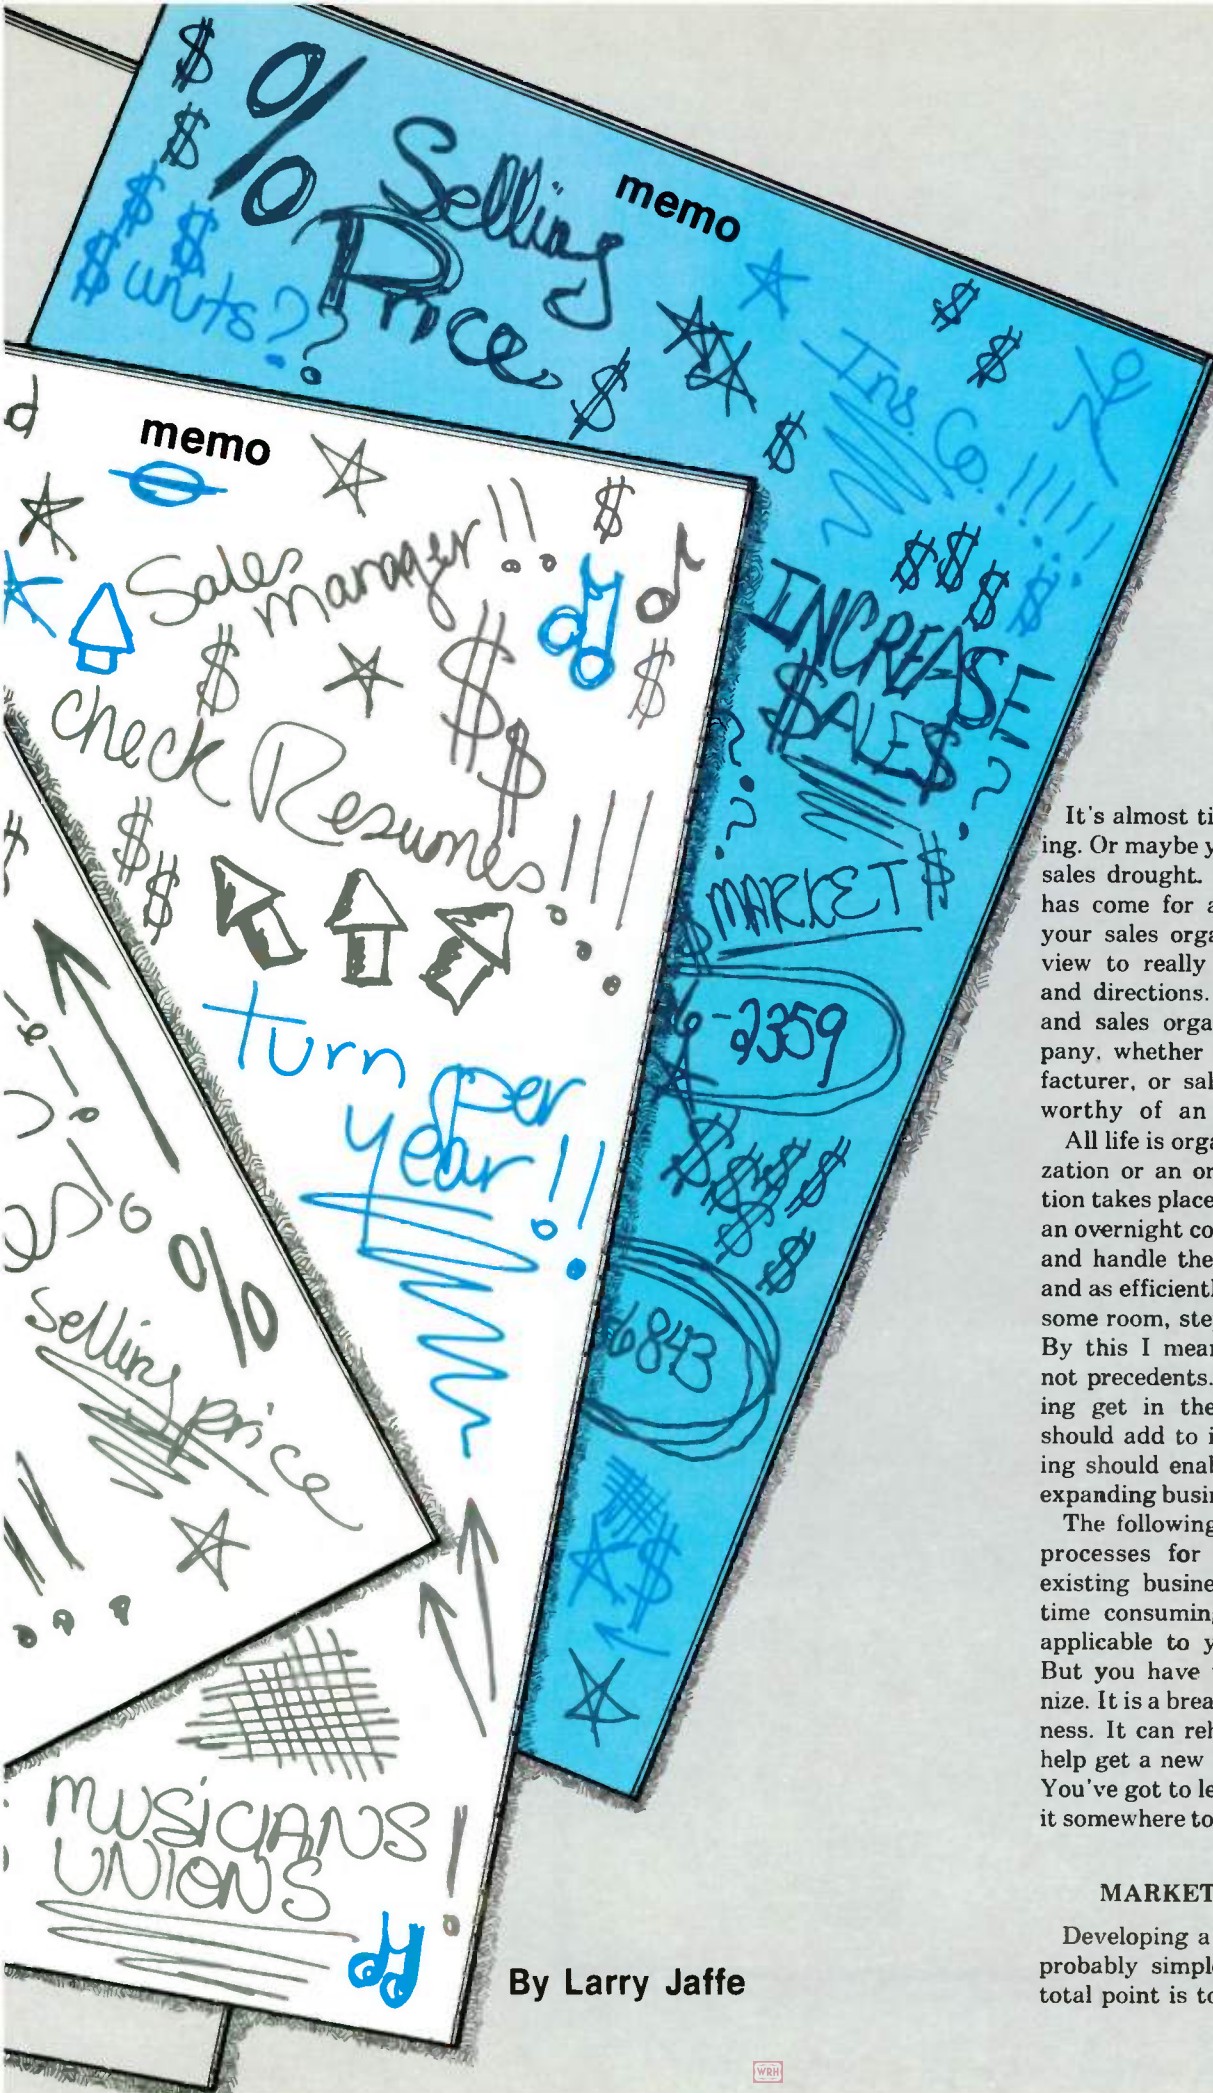 % Selling
Price
memo
$ units??
Ins. Co. !!!!
%
INCREASE
$ALE$
??
MARKET $
-2359
6843
d
memo
Sales
manager!!
check Resumes!!!
turn per
year!!
%
selling price
!!
MUSICIANS
UNIONS !
By Larry Jaffe
It's almost ti
ing. Or maybe y
sales drought.
has come for a
your sales orga
view to really
and directions.
and sales orga
pany, whether
facturer, or sal
worthy of an
All life is orga
zation or an or
tion takes place
an overnight co
and handle the
and as efficientl
some room, ste
By this I mean
not precedents.
ing get in the
should add to i
ing should enab
expanding busin
The following
processes for
existing busine
time consuming
applicable to y
But you have
nize. It is a brea
ness. It can reh
help get a new
You've got to le
it somewhere to
MARKET
Developing a
probably simpl
total point is to
WRH